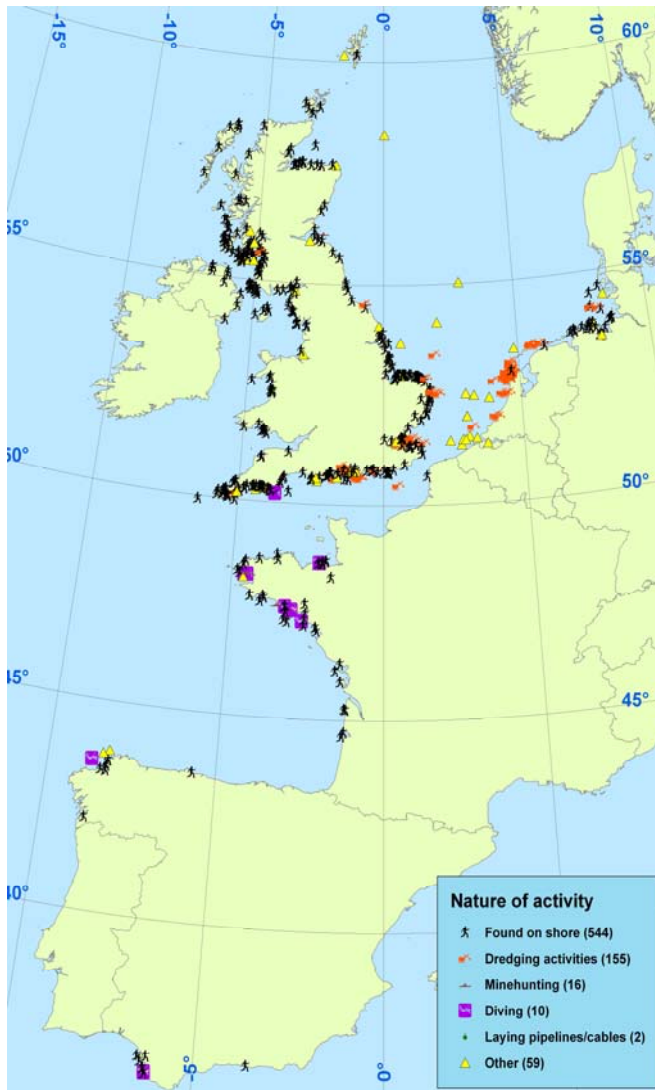 -15°
-10°
-5°
0°
5°
10°
60°
55°
55°
50°
50°
45°
45°
40°
-5°
0°
Nature of activity
Found on shore (544)
Dredging activities (155)
Minehunting (16)
Diving (10)
Laying pipelines/cables (2)
Other (59)